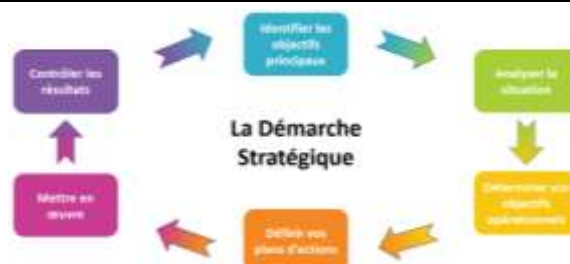 Identifier les
objectifs
principaux
Analyser la
situation
Déterminer vos
objectifs
opérationnels
Définir vos
plans d'actions
Mettre en
œuvre
Contrôler les
résultats
La Démarche
Stratégique